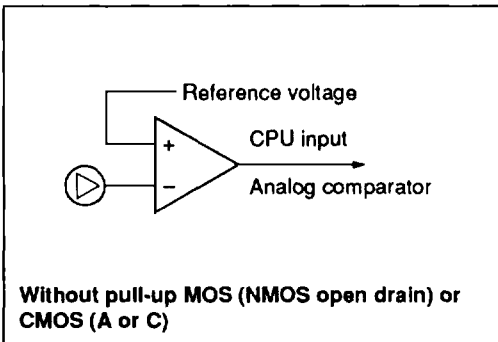 Reference voltage
+
CPU input
−
Analog comparator
Without pull-up MOS (NMOS open drain) or
CMOS (A or C)